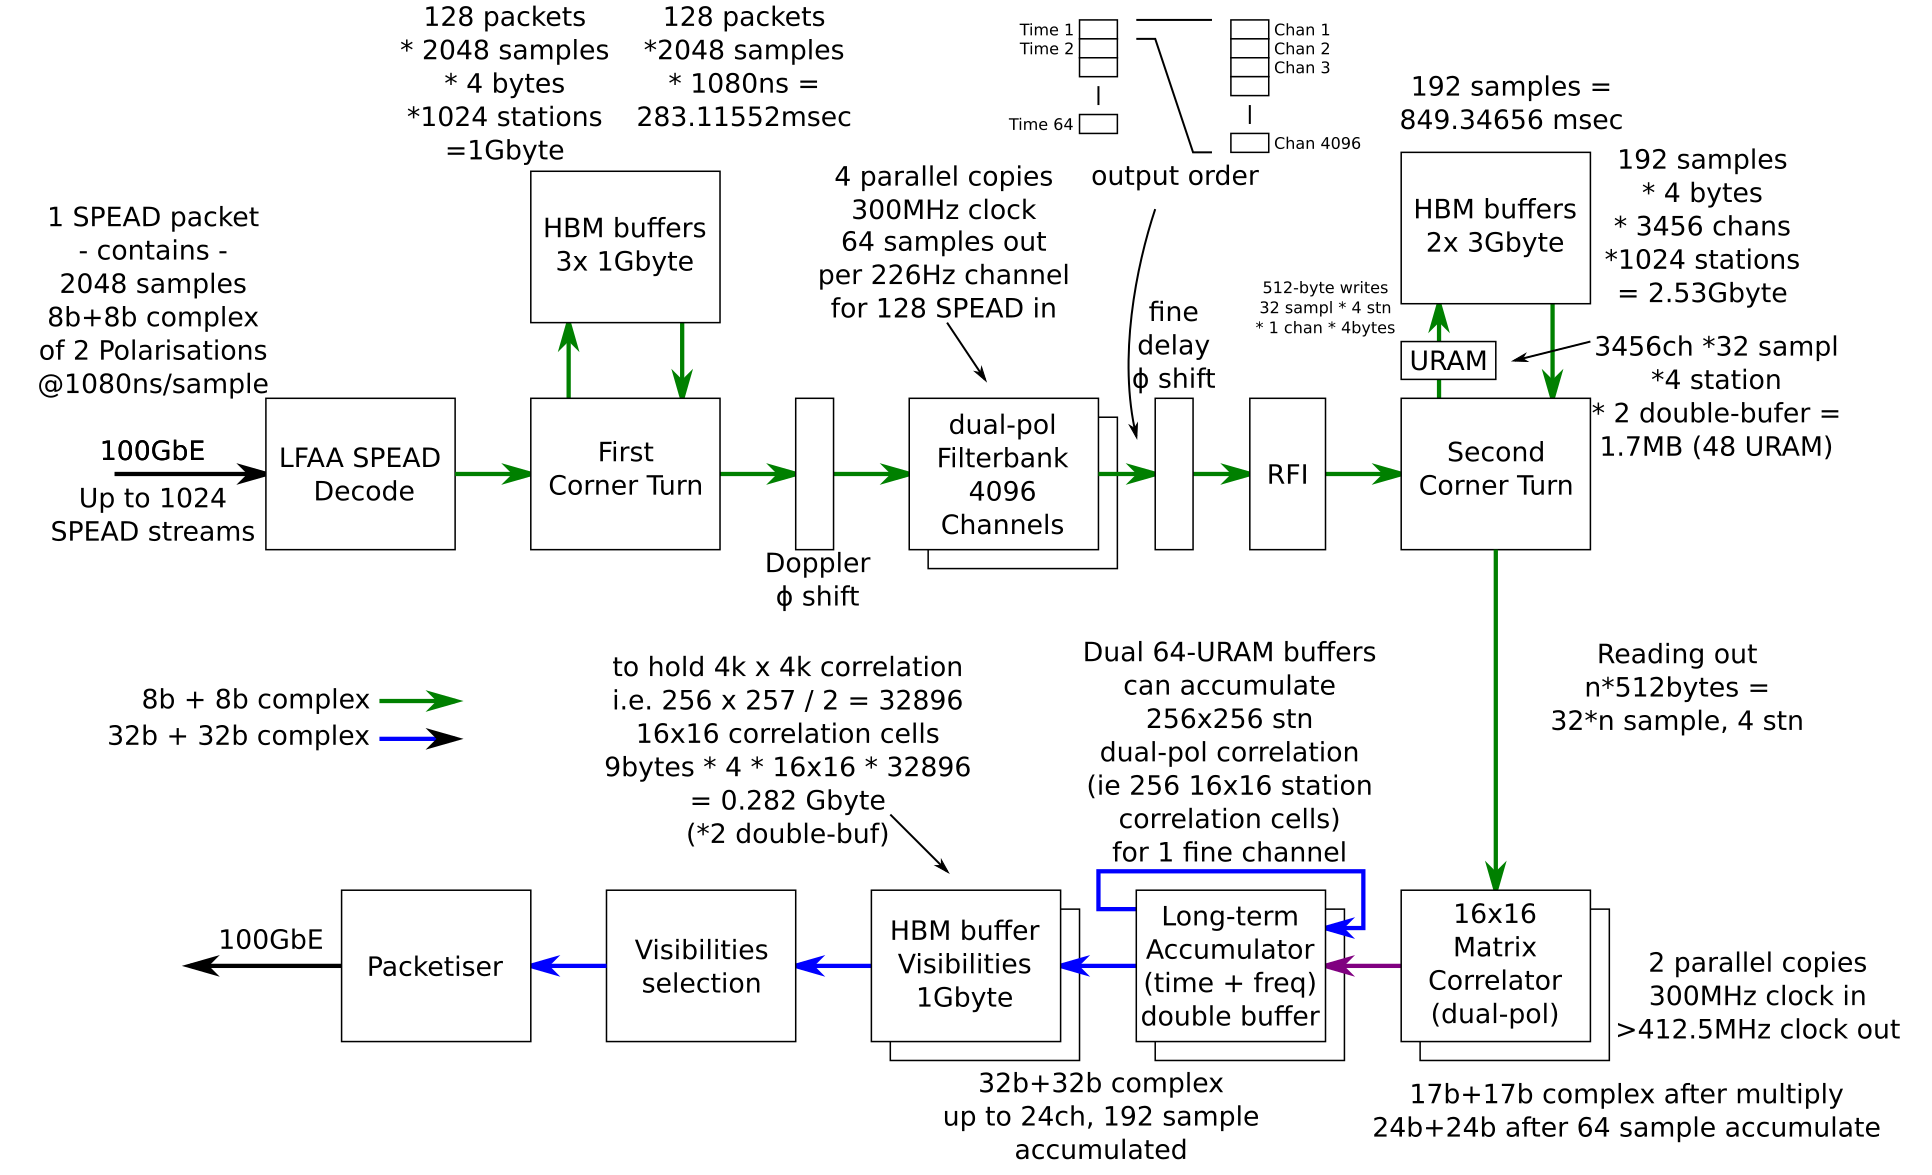 128 packets
* 2048 samples
* 4 bytes
*1024 stations
=1Gbyte
128 packets
*2048 samples
* 1080ns =
283.11552msec
Time 1
Time 2
Time 64
Chan 1
Chan 2
Chan 3
Chan 4096
output order
192 samples =
849.34656 msec
1 SPEAD packet
- contains -
2048 samples
8b+8b complex
of 2 Polarisations
@1080ns/sample
HBM buffers
3x 1Gbyte
4 parallel copies
300MHz clock
64 samples out
per 226Hz channel
for 128 SPEAD in
fine
delay
ϕ shift
512-byte writes
32 sampl * 4 stn
* 1 chan * 4bytes
HBM buffers
2x 3Gbyte
192 samples
* 4 bytes
* 3456 chans
*1024 stations
= 2.53Gbyte
URAM
3456ch *32 sampl
*4 station
* 2 double-bufer =
1.7MB (48 URAM)
100GbE
Up to 1024
SPEAD streams
LFAA SPEAD
Decode
First
Corner Turn
Doppler
ϕ shift
dual-pol
Filterbank
4096
Channels
RFI
Second
Corner Turn
8b + 8b complex
32b + 32b complex
to hold 4k x 4k correlation
i.e. 256 x 257 / 2 = 32896
16x16 correlation cells
9bytes * 4 * 16x16 * 32896
= 0.282 Gbyte
(*2 double-buf)
Dual 64-URAM buffers
can accumulate
256x256 stn
dual-pol correlation
(ie 256 16x16 station
correlation cells)
for 1 fine channel
Reading out
n*512bytes =
32*n sample, 4 stn
100GbE
Packetiser
Visibilities
selection
HBM buffer
Visibilities
1Gbyte
Long-term
Accumulator
(time + freq)
double buffer
16x16
Matrix
Correlator
(dual-pol)
2 parallel copies
300MHz clock in
>412.5MHz clock out
32b+32b complex
up to 24ch, 192 sample
accumulated
17b+17b complex after multiply
24b+24b after 64 sample accumulate